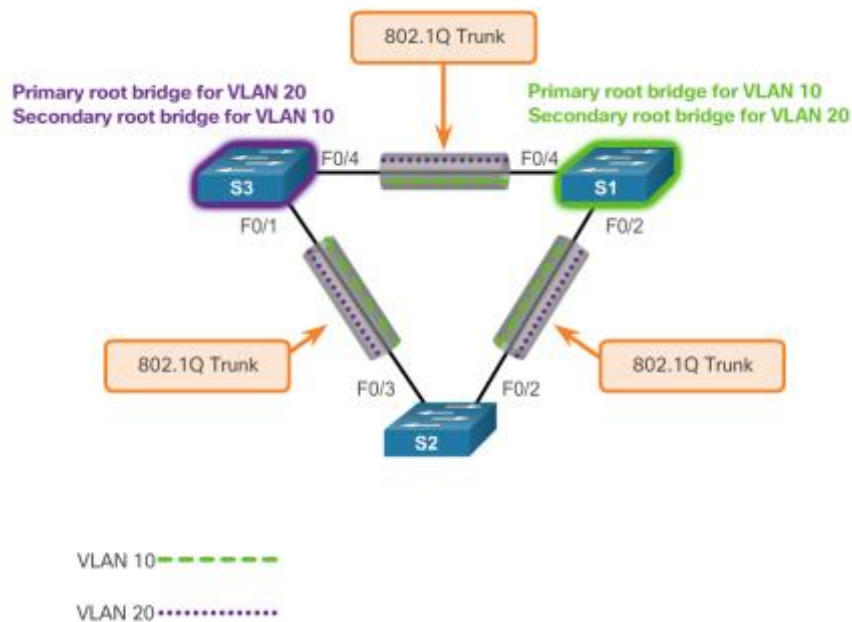 802.1Q Trunk
Primary root bridge for VLAN 20
Secondary root bridge for VLAN 10
Primary root bridge for VLAN 10
Secondary root bridge for VLAN 20
F0/4
F0/4
S3
S1
F0/1
F0/2
802.1Q Trunk
802.1Q Trunk
F0/3
F0/2
S2
VLAN 10
VLAN 20